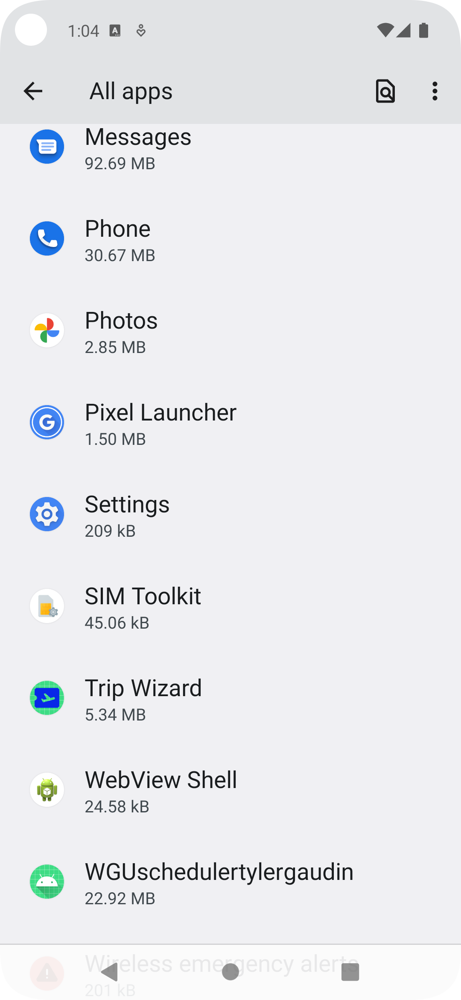 1:04
All apps
Messages
92.69 MB
Phone
30.67 MB
Photos
2.85 MB
Pixel Launcher
1.50 MB
Settings
209 kB
SIM Toolkit
45.06 kB
Trip Wizard
5.34 MB
WebView Shell
24.58 kB
WGUschedulertylergaudin
22.92 MB
Wireless emergency alerts
201 kB